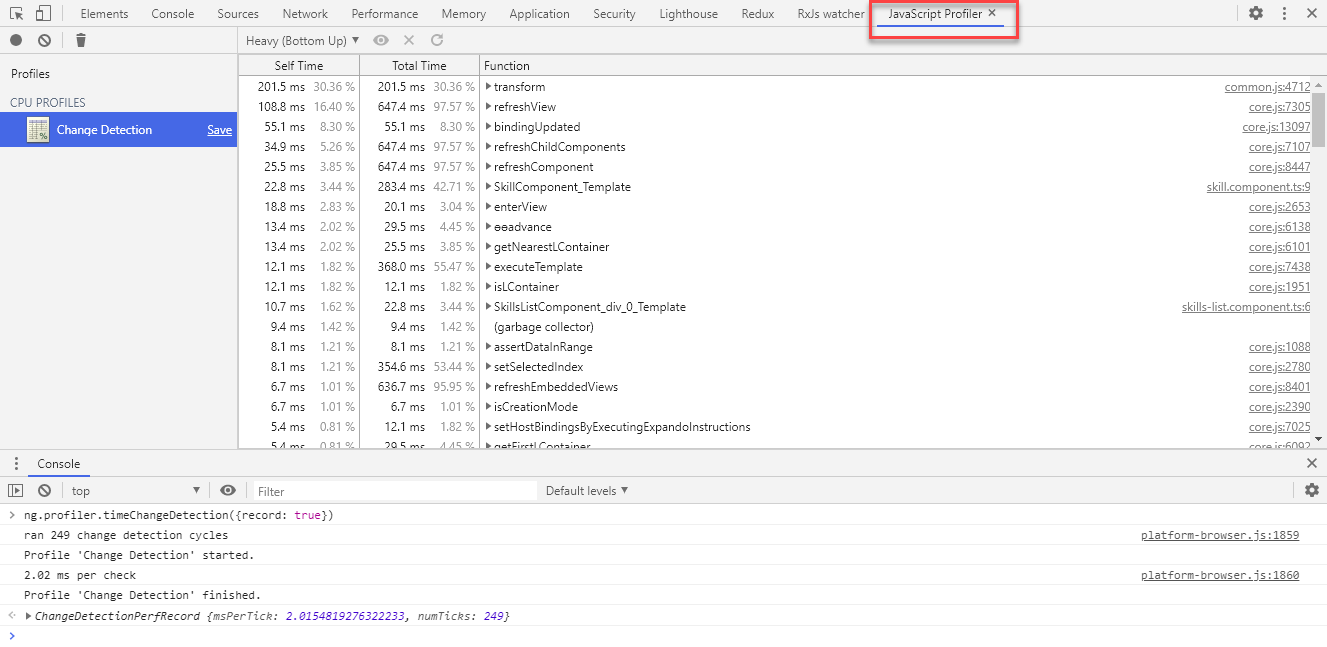 Elements Console Sources Network Performance Memory Application Security Lighthouse Redux RxJs watcher JavaScript Profiler ✕
Heavy (Bottom Up) ▼
Profiles
CPU PROFILES
Change Detection Save
Self Time Total Time Function
201.5 ms 30.36 % 201.5 ms 30.36 % transform common.js:4712
108.8 ms 16.40 % 647.4 ms 97.57 % refreshView core.js:7305
55.1 ms 8.30 % 55.1 ms 8.30 % bindingUpdated core.js:13097
34.9 ms 5.26 % 647.4 ms 97.57 % refreshChildComponents core.js:7107
25.5 ms 3.85 % 647.4 ms 97.57 % refreshComponent core.js:8447
22.8 ms 3.44 % 283.4 ms 42.71 % SkillComponent_Template skill.component.ts:9
18.8 ms 2.83 % 20.1 ms 3.04 % enterView core.js:2653
13.4 ms 2.02 % 29.5 ms 4.45 % ɵɵadvance core.js:6138
13.4 ms 2.02 % 25.5 ms 3.85 % getNearestLContainer core.js:6101
12.1 ms 1.82 % 368.0 ms 55.47 % executeTemplate core.js:7438
12.1 ms 1.82 % 12.1 ms 1.82 % isLContainer core.js:1951
10.7 ms 1.62 % 22.8 ms 3.44 % SkillsListComponent_div_0_Template skills-list.component.ts:6
9.4 ms 1.42 % 9.4 ms 1.42 % (garbage collector)
8.1 ms 1.21 % 8.1 ms 1.21 % assertDataInRange core.js:1088
8.1 ms 1.21 % 354.6 ms 53.44 % setSelectedIndex core.js:2780
6.7 ms 1.01 % 636.7 ms 95.95 % refreshEmbeddedViews core.js:8401
6.7 ms 1.01 % 6.7 ms 1.01 % isCreationMode core.js:2390
5.4 ms 0.81 % 12.1 ms 1.82 % setHostBindingsByExecutingExpandoInstructions core.js:7025
5.4 ms 0.81 % 29.5 ms 4.45 % getFirstLContainer core.js:6092
Console
top ▼ Filter Default levels ▼
ng.profiler.timeChangeDetection({record: true})
ran 249 change detection cycles platform-browser.js:1859
Profile 'Change Detection' started.
2.02 ms per check platform-browser.js:1860
Profile 'Change Detection' finished.
ChangeDetectionPerfRecord {msPerTick: 2.0154819276322233, numTicks: 249}